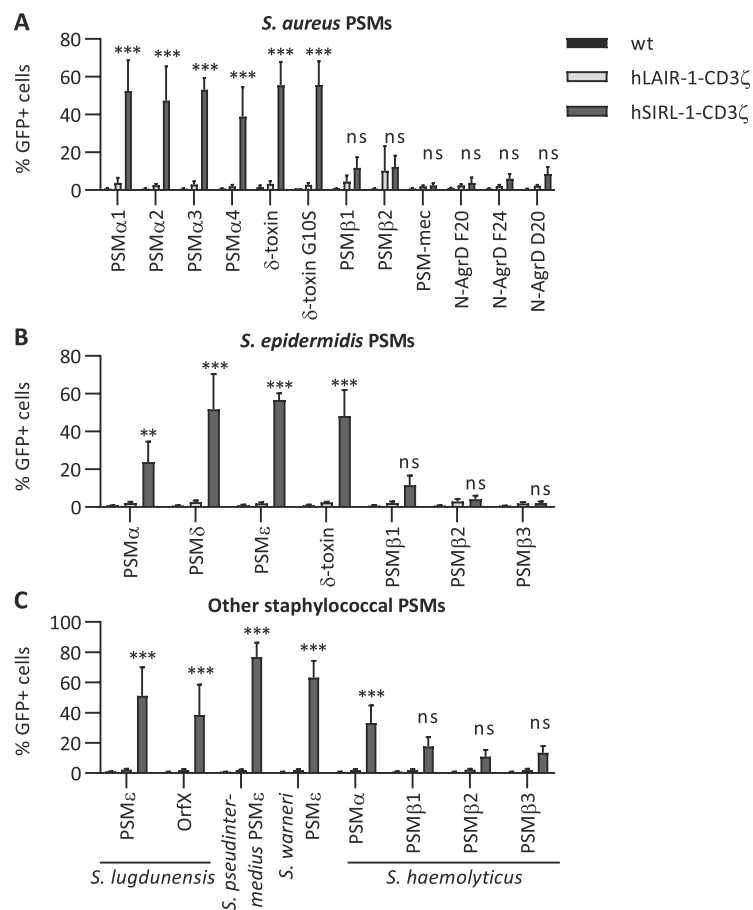 A
S. aureus PSMs
wt
hLAIR-1-CD3ζ
hSIRL-1-CD3ζ
% GFP+ cells
80
60
40
20
0
*** *** *** *** *** *** ns ns ns ns ns ns
PSMα1
PSMα2
PSMα3
PSMα4
δ-toxin
δ-toxin G10S
PSMβ1
PSMβ2
PSM-mec
N-AgrD F20
N-AgrD F24
N-AgrD D20
B
S. epidermidis PSMs
% GFP+ cells
80
60
40
20
0
** *** *** *** ns ns ns
PSMα
PSMδ
PSMε
δ-toxin
PSMβ1
PSMβ2
PSMβ3
C
Other staphylococcal PSMs
% GFP+ cells
100
80
60
40
20
0
*** *** *** *** *** ns ns ns
PSMε
OrfX
S. pseudinter-
medius PSMε
S. warneri
PSMε
PSMα
PSMβ1
PSMβ2
PSMβ3
S. lugdunensis
S. haemolyticus